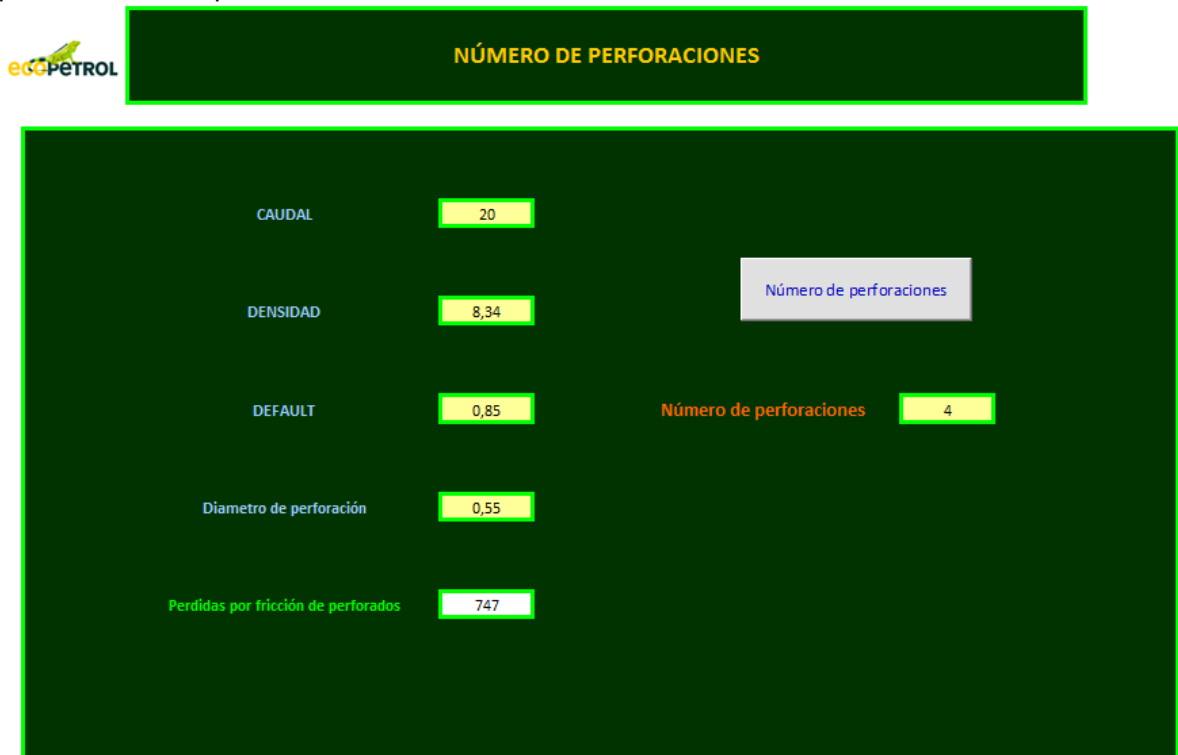 ecoPETROL
NÚMERO DE PERFORACIONES
CAUDAL 20
Número de perforaciones
DENSIDAD 8,34
DEFAULT 0,85 Número de perforaciones 4
Diametro de perforación 0,55
Perdidas por fricción de perforados 747